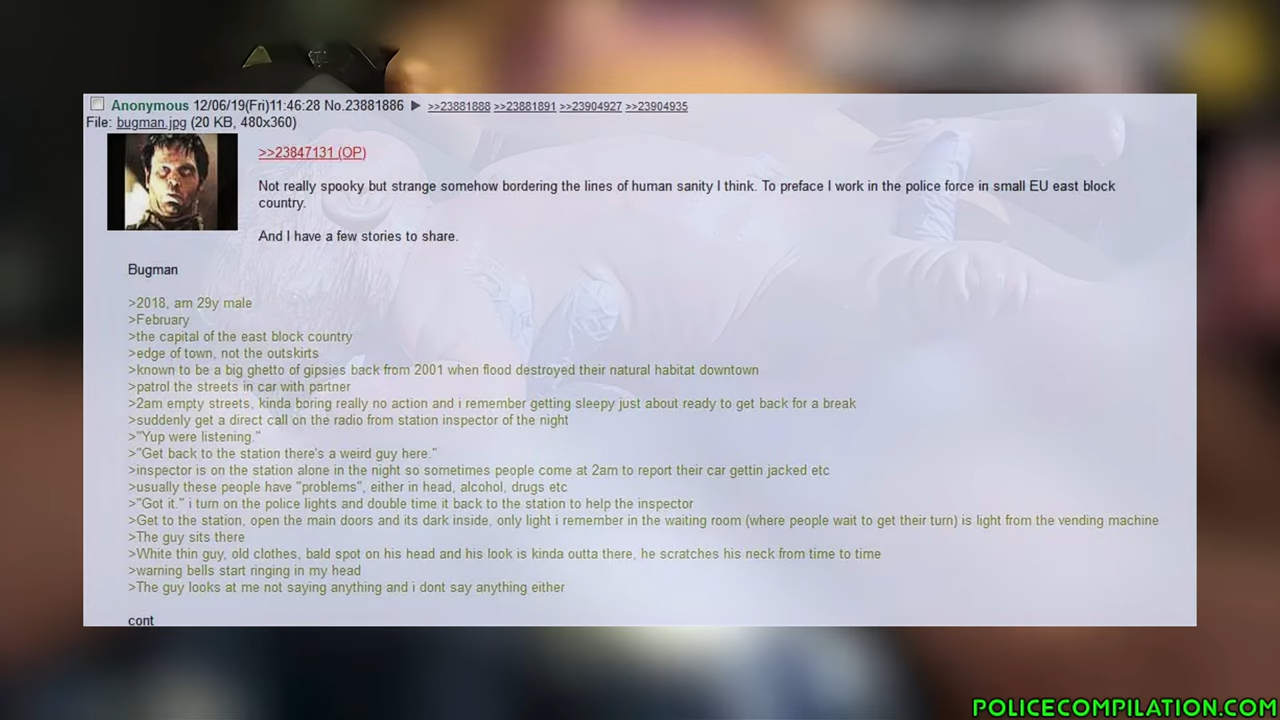 Anonymous 12/06/19(Fri)11:46:28 No.23881886 ▶ >>23881888 >>23881891 >>23904927 >>23904935
File: bugman.jpg (20 KB, 480x360)
>>23847131 (OP)
Not really spooky but strange somehow bordering the lines of human sanity I think. To preface I work in the police force in small EU east block
country.
And I have a few stories to share.
Bugman
>2018, am 29y male
>February
>the capital of the east block country
>edge of town, not the outskirts
>known to be a big ghetto of gipsies back from 2001 when flood destroyed their natural habitat downtown
>patrol the streets in car with partner
>2am empty streets, kinda boring really no action and i remember getting sleepy just about ready to get back for a break
>suddenly get a direct call on the radio from station inspector of the night
>"Yup were listening."
>"Get back to the station there's a weird guy here."
>inspector is on the station alone in the night so sometimes people come at 2am to report their car gettin jacked etc
>usually these people have "problems", either in head, alcohol, drugs etc
>"Got it." i turn on the police lights and double time it back to the station to help the inspector
>Get to the station, open the main doors and its dark inside, only light i remember in the waiting room (where people wait to get their turn) is light from the vending machine
>The guy sits there
>White thin guy, old clothes, bald spot on his head and his look is kinda outta there, he scratches his neck from time to time
>warning bells start ringing in my head
>The guy looks at me not saying anything and i dont say anything either
cont
POLICECOMPILATION.COM